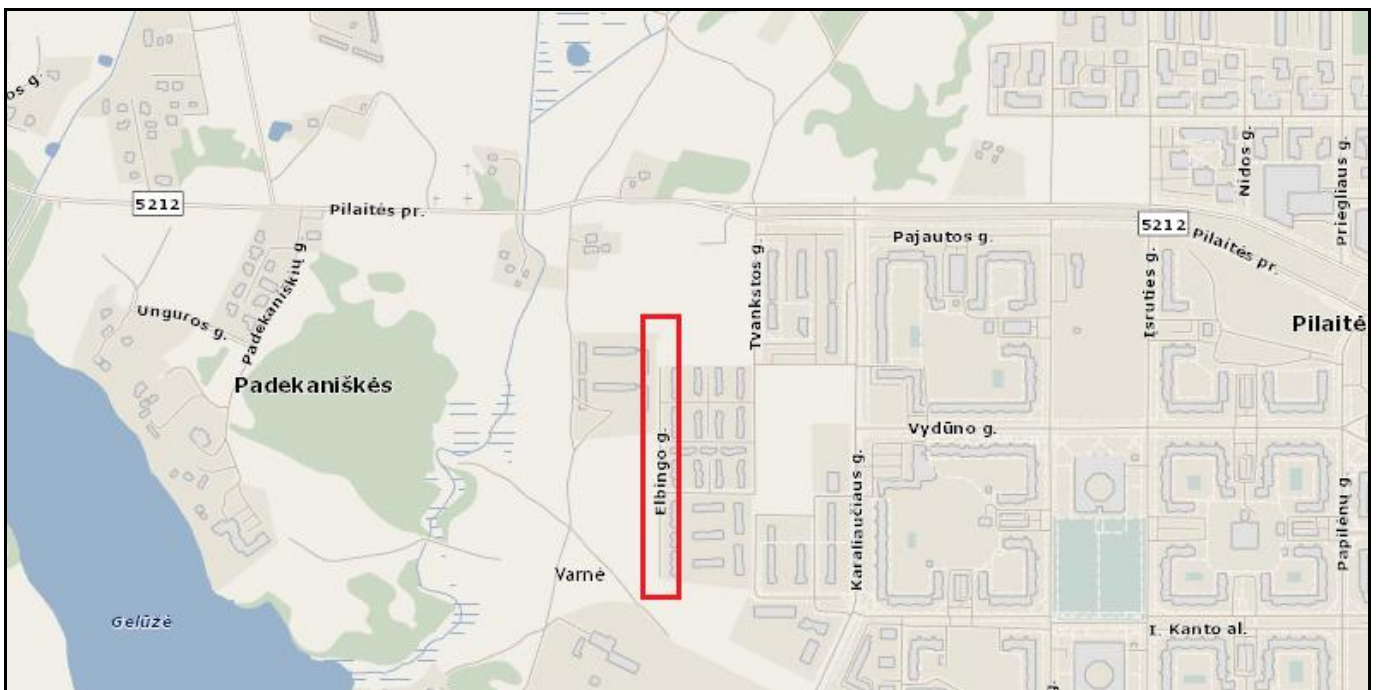 os g.
Nidos g.
Priegliaus g.
5212
Pilaitės pr.
5212
Pilaitės pr.
Pajautos g.
Padekaniškių g
Tvankstos g.
Įsruties g.
Unguros g.
Pilaitė
Padekaniškės
Vydūno g.
Elbingo g.
Karaliaučiaus g.
Papilėnų g.
Varnė
Gelūžė
I. Kanto al.